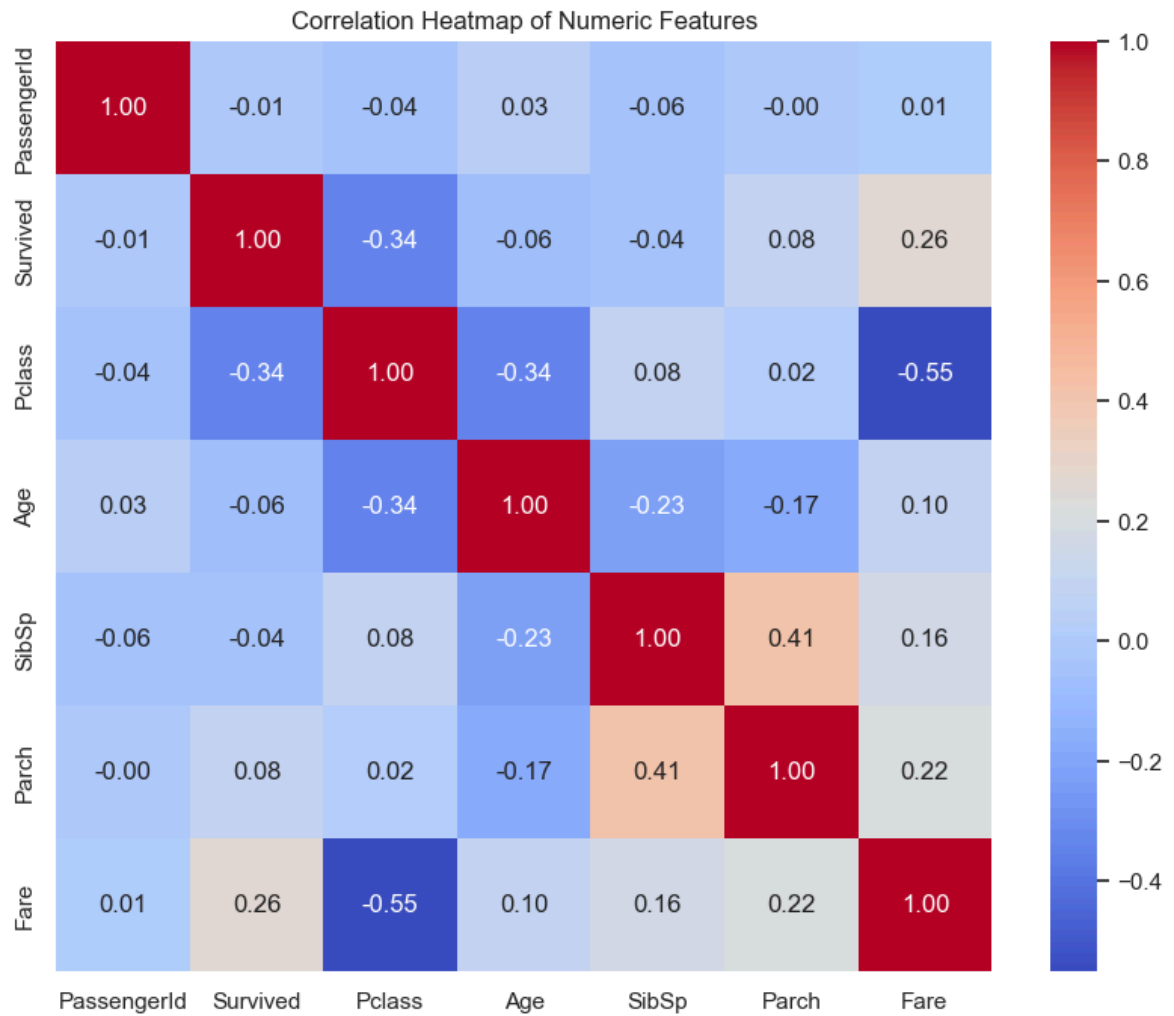 Correlation Heatmap of Numeric Features
PassengerId 1.00 -0.01 -0.04 0.03 -0.06 -0.00 0.01
Survived -0.01 1.00 -0.34 -0.06 -0.04 0.08 0.26
Pclass -0.04 -0.34 1.00 -0.34 0.08 0.02 -0.55
Age 0.03 -0.06 -0.34 1.00 -0.23 -0.17 0.10
SibSp -0.06 -0.04 0.08 -0.23 1.00 0.41 0.16
Parch -0.00 0.08 0.02 -0.17 0.41 1.00 0.22
Fare 0.01 0.26 -0.55 0.10 0.16 0.22 1.00
PassengerId Survived Pclass Age SibSp Parch Fare
1.0
0.8
0.6
0.4
0.2
0.0
−0.2
−0.4